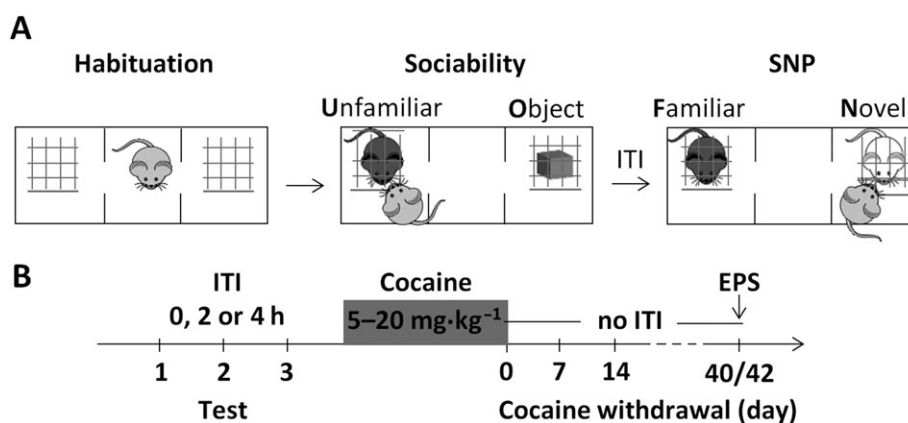 A
Habituation
Sociability
SNP
Unfamiliar
Object
Familiar
Novel
ITI
B
ITI
Cocaine
EPS
0, 2 or 4 h
5–20 mg·kg⁻¹
no ITI
1 2 3 0 7 14 40/42
Test
Cocaine withdrawal (day)